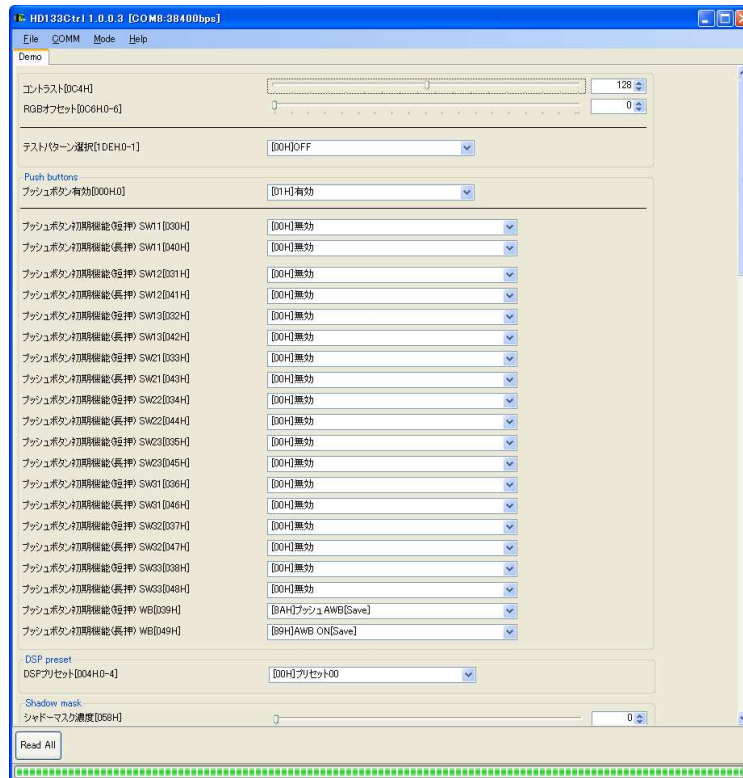 HD133Ctrl 1.0.0.3 [COM8:38400bps]
File COMM Mode Help
Demo
コントラスト[0C4H] 128
RGBオフセット[0C6H.0-6] 0
テストパターン選択[1DEH.0-1] [00H]OFF
Push buttons
プッシュボタン有効[000H.0] [01H]有効
プッシュボタン初期機能(短押) SW11[030H] [00H]無効
プッシュボタン初期機能(長押) SW11[040H] [00H]無効
プッシュボタン初期機能(短押) SW12[031H] [00H]無効
プッシュボタン初期機能(長押) SW12[041H] [00H]無効
プッシュボタン初期機能(短押) SW13[032H] [00H]無効
プッシュボタン初期機能(長押) SW13[042H] [00H]無効
プッシュボタン初期機能(短押) SW21[033H] [00H]無効
プッシュボタン初期機能(長押) SW21[043H] [00H]無効
プッシュボタン初期機能(短押) SW22[034H] [00H]無効
プッシュボタン初期機能(長押) SW22[044H] [00H]無効
プッシュボタン初期機能(短押) SW23[035H] [00H]無効
プッシュボタン初期機能(長押) SW23[045H] [00H]無効
プッシュボタン初期機能(短押) SW31[036H] [00H]無効
プッシュボタン初期機能(長押) SW31[046H] [00H]無効
プッシュボタン初期機能(短押) SW32[037H] [00H]無効
プッシュボタン初期機能(長押) SW32[047H] [00H]無効
プッシュボタン初期機能(短押) SW33[038H] [00H]無効
プッシュボタン初期機能(長押) SW33[048H] [00H]無効
プッシュボタン初期機能(短押) WB[039H] [8AH]プッシュAWB[Save]
プッシュボタン初期機能(長押) WB[049H] [89H]AWB ON[Save]
DSP preset
DSPプリセット[004H.0-4] [00H]プリセット00
Shadow mask
シャドーマスク濃度[058H] 0
Read All